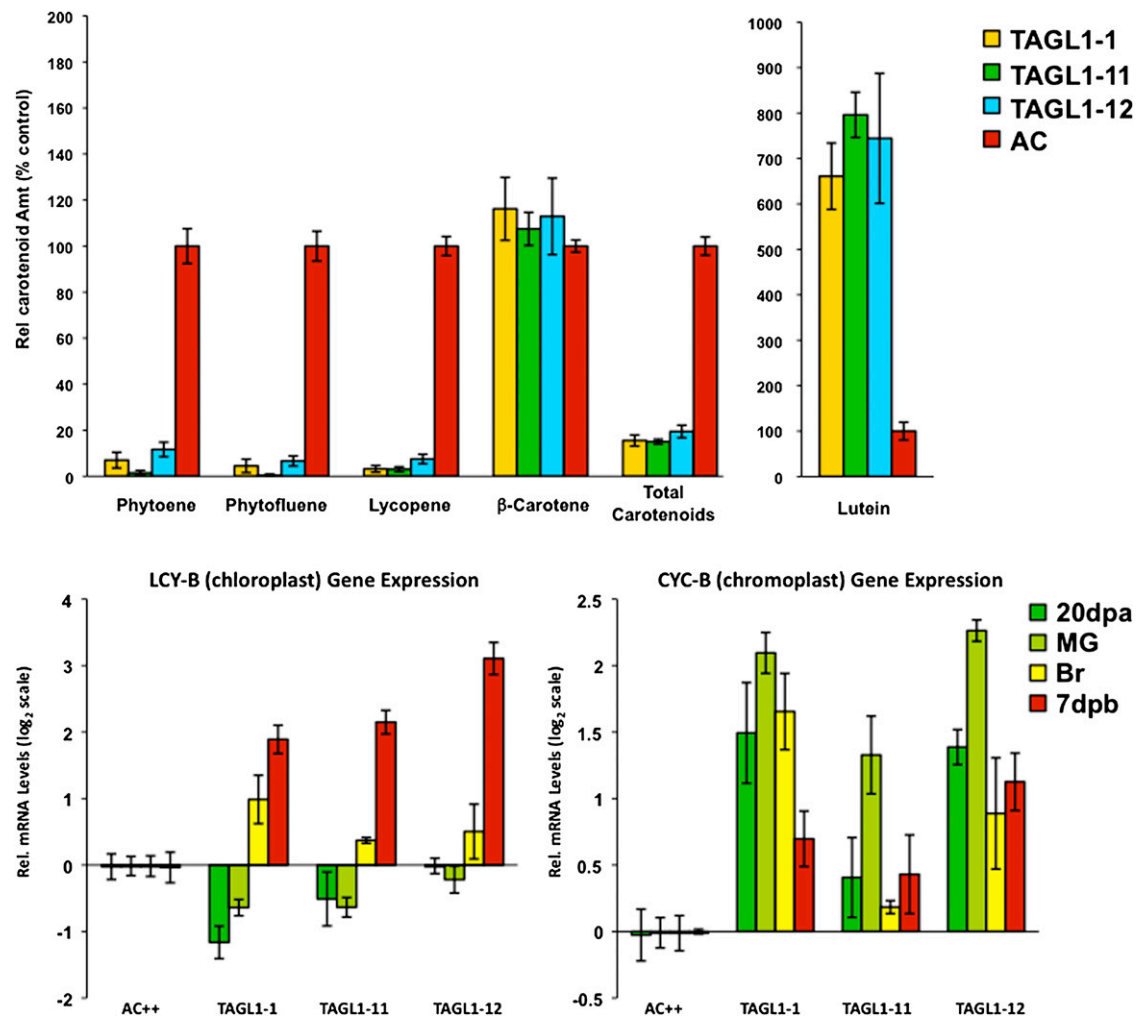 200
180
160
140
120
100
80
60
40
20
0
Rel carotenoid Amt (% control)
Phytoene
Phytofluene
Lycopene
β-Carotene
Total
Carotenoids
1000
900
800
700
600
500
400
300
200
100
0
Lutein
TAGL1-1
TAGL1-11
TAGL1-12
AC
LCY-B (chloroplast) Gene Expression
4
3
2
1
0
-1
-2
Rel. mRNA Levels (log₂ scale)
AC++
TAGL1-1
TAGL1-11
TAGL1-12
CYC-B (chromoplast) Gene Expression
2.5
2
1.5
1
0.5
0
-0.5
Rel. mRNA Levels (log₂ scale)
AC++
TAGL1-1
TAGL1-11
TAGL1-12
20dpa
MG
Br
7dpb